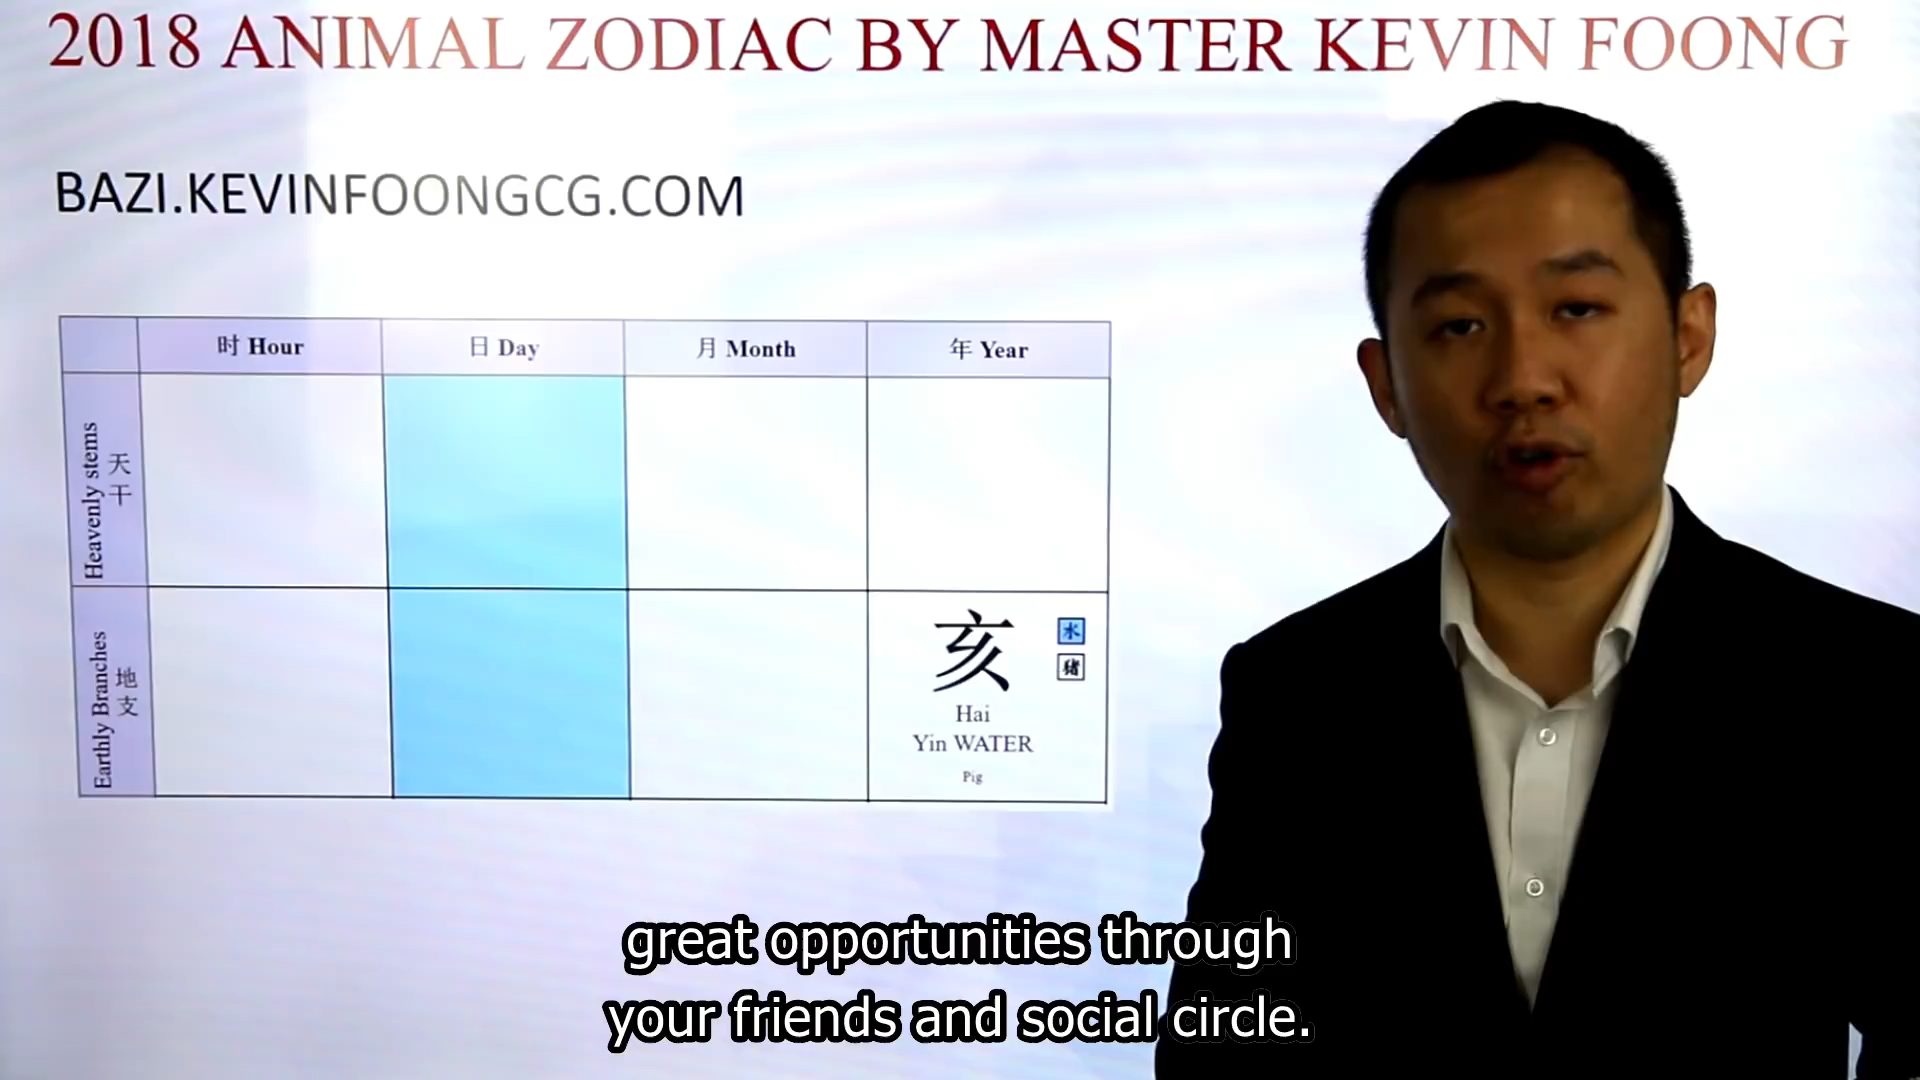 2018 ANIMAL ZODIAC BY MASTER KEVIN FOONG
BAZI.KEVINFOONGCG.COM
时 Hour
日 Day
月 Month
年 Year
Heavenly stems
天干
Earthly Branches
地支
亥
水
猪
Hai
Yin WATER
Pig
great opportunities through
your friends and social circle.